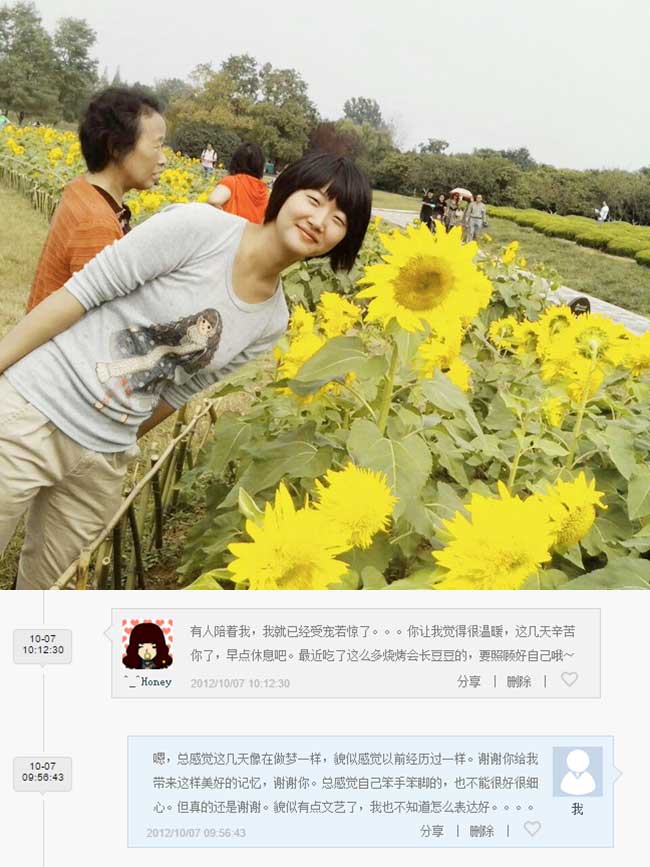 10-07
10:12:30
有人陪着我，我就已经受宠若惊了。。。你让我觉得很温暖，这几天辛苦
你了，早点休息吧。最近吃了这么多烧烤会长豆豆的，要照顾好自己哦~
^_^Honey
2012/10/07 10:12:30
分享 | 删除 |
10-07
09:56:43
嗯，总感觉这几天像在做梦一样，貌似感觉以前经历过一样。谢谢你给我
带来这样美好的记忆，谢谢你。总感觉自己笨手笨脚的，也不能很好很细
心。但真的还是谢谢。貌似有点文艺了，我也不知道怎么表达好。。。。
我
2012/10/07 09:56:43
分享 | 删除 |